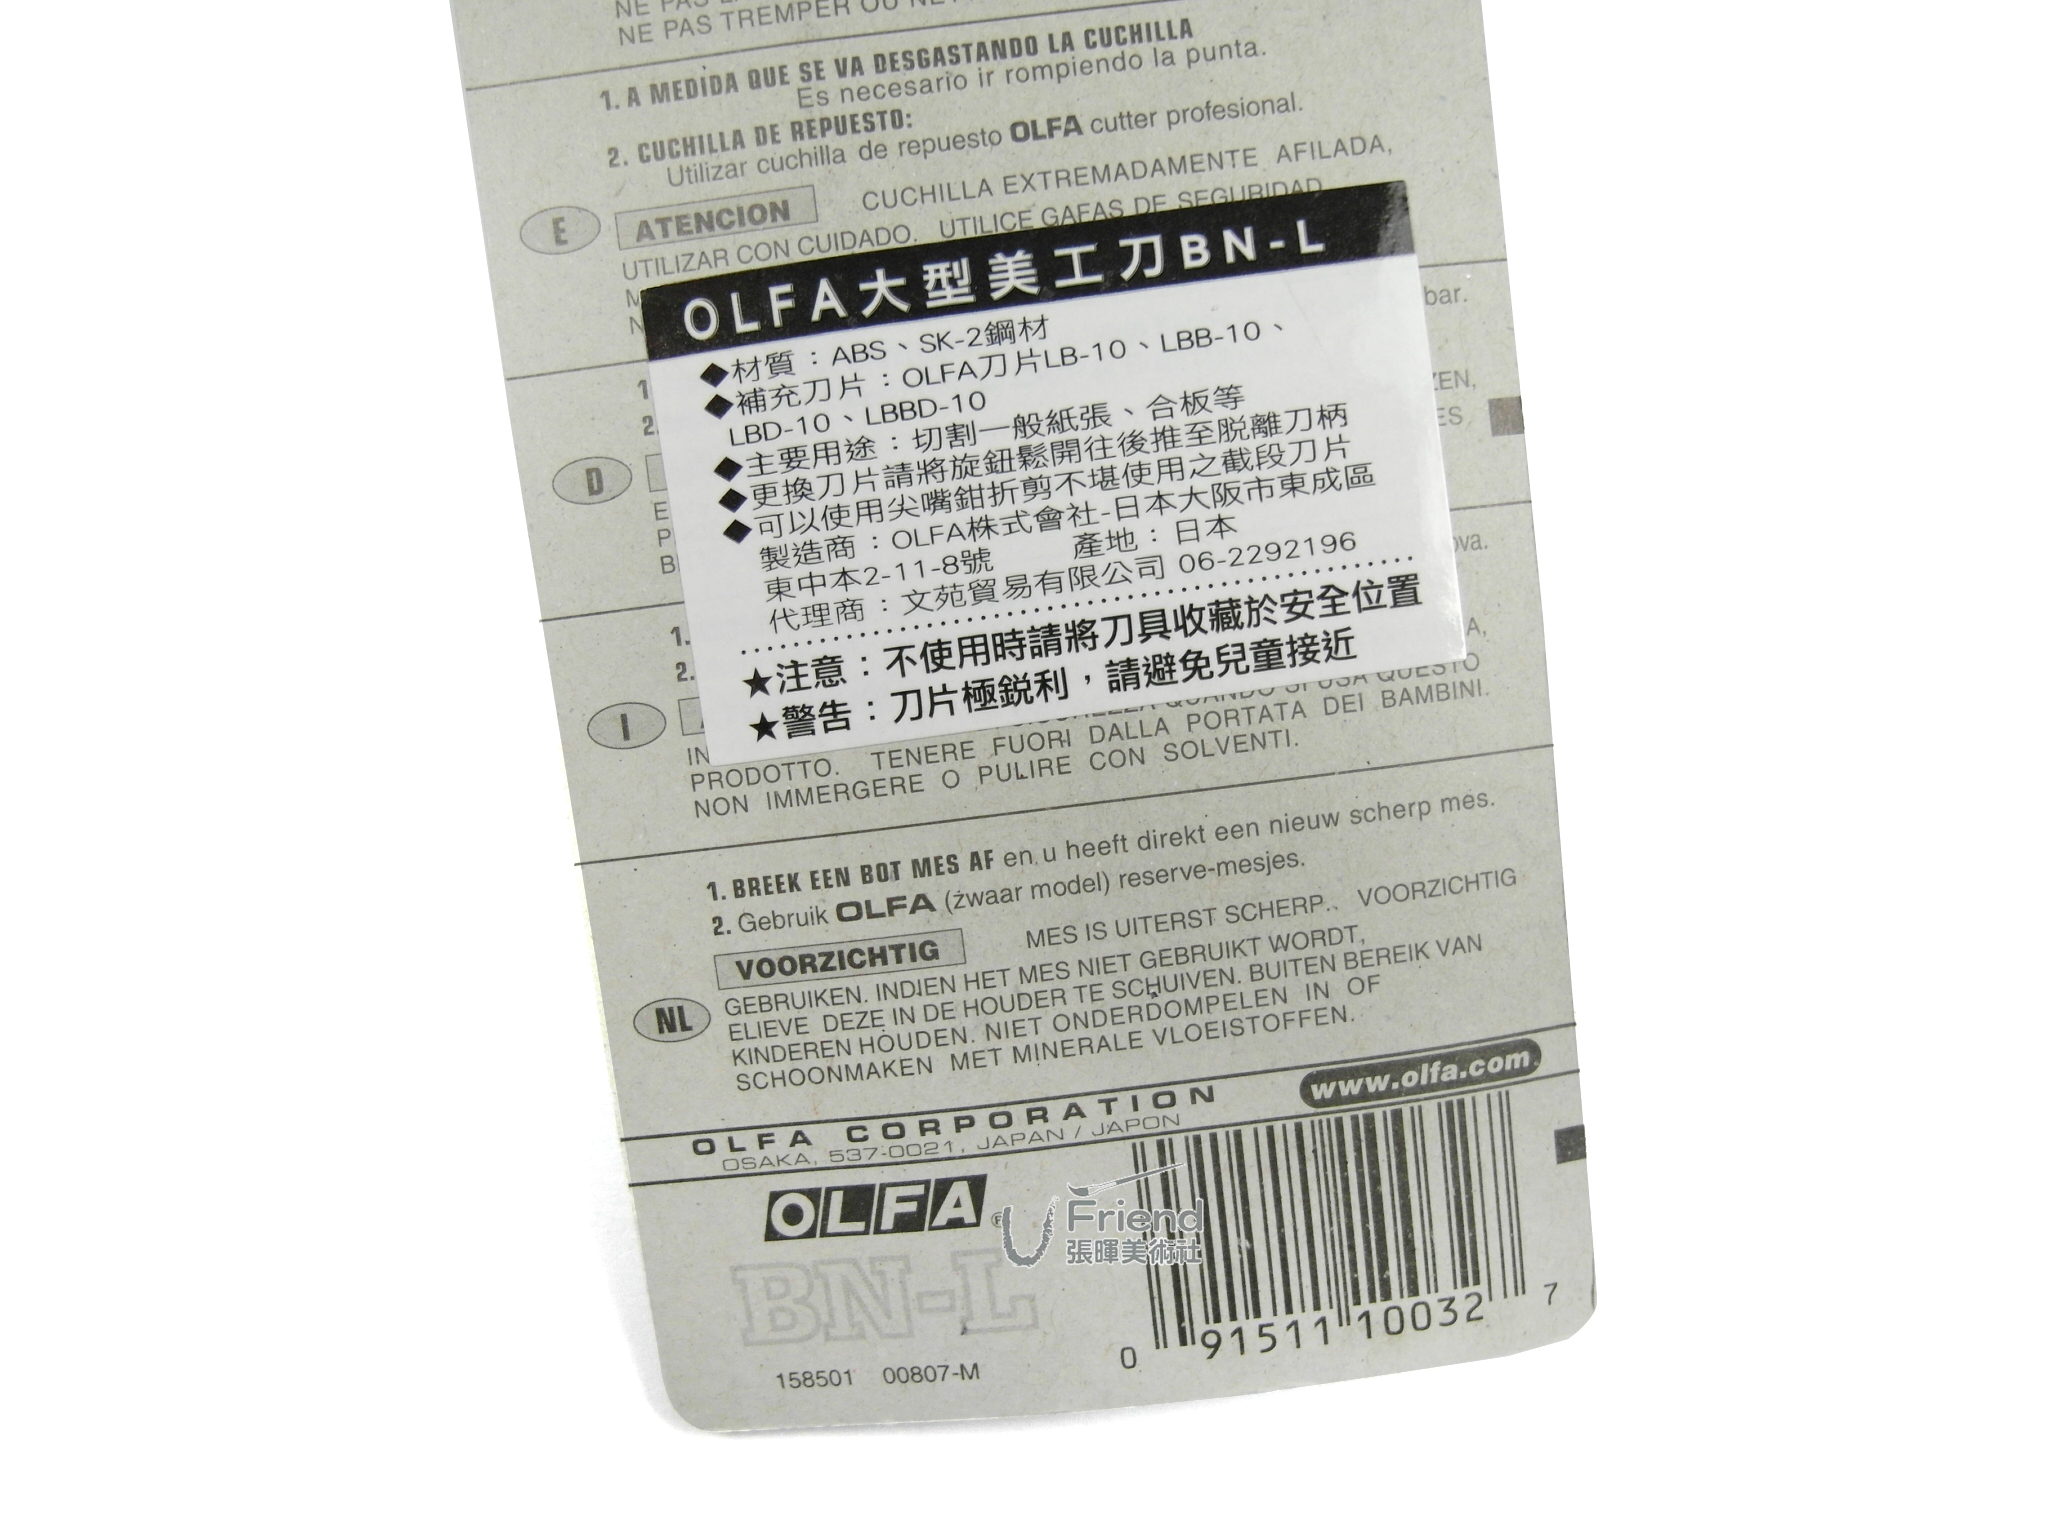 NE PAS TREMPER OU
1. A MEDIDA QUE SE VA DESGASTANDO LA CUCHILLA
Es necesario ir rompiendo la punta.
2. CUCHILLA DE REPUESTO:
Utilizar cuchilla de repuesto OLFA cutter profesional.
E
ATENCION CUCHILLA EXTREMADAMENTE AFILADA,
UTILIZAR CON CUIDADO. UTILICE GAFAS DE SEGURIDAD
OLFA大型美工刀BN-L
◆材質：ABS、SK-2鋼材
◆補充刀片：OLFA刀片LB-10、LBB-10、
LBD-10、LBBD-10
◆主要用途：切割一般紙張、合板等
◆更換刀片請將旋鈕鬆開往後推至脫離刀柄
◆可以使用尖嘴鉗折剪不堪使用之截段刀片
製造商：OLFA株式會社-日本大阪市東成區
東中本2-11-8號 產地：日本
代理商：文苑貿易有限公司 06-2292196
★注意：不使用時請將刀具收藏於安全位置
★警告：刀片極銳利，請避免兒童接近
bar.
1
2.
ES
D
1.
2.
I
QUANDO SI USA QUESTO
PRODOTTO. TENERE FUORI DALLA PORTATA DEI BAMBINI.
NON IMMERGERE O PULIRE CON SOLVENTI.
1. BREEK EEN BOT MES AF en u heeft direkt een nieuw scherp mes.
2. Gebruik OLFA (zwaar model) reserve-mesjes.
NL
VOORZICHTIG MES IS UITERST SCHERP. VOORZICHTIG
GEBRUIKEN. INDIEN HET MES NIET GEBRUIKT WORDT,
ELIEVE DEZE IN DE HOUDER TE SCHUIVEN. BUITEN BEREIK VAN
KINDEREN HOUDEN. NIET ONDERDOMPELEN IN OF
SCHOONMAKEN MET MINERALE VLOEISTOFFEN.
www.olfa.com
OLFA CORPORATION
OSAKA, 537-0021, JAPAN / JAPON
OLFA®
U Friend
張暉美術社
BN-L
158501 00807-M
0 91511 10032 7